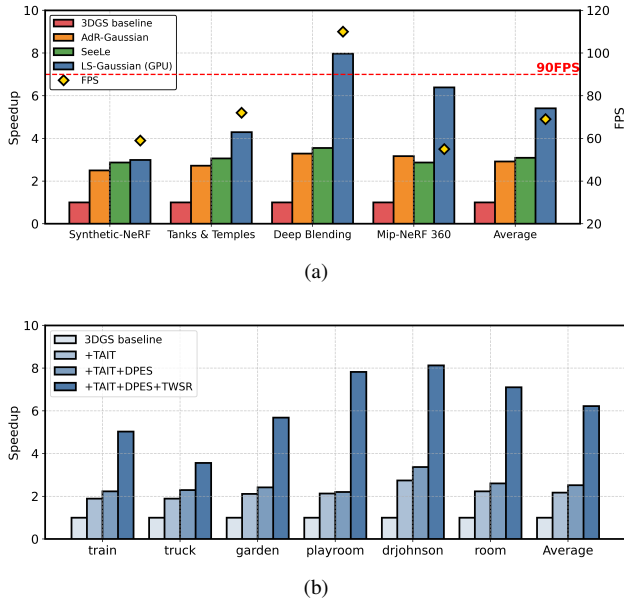 10
8
6
4
2
0
Speedup
3DGS baseline
AdR-Gaussian
SeeLe
LS-Gaussian (GPU)
FPS
90FPS
120
100
80
60
40
20
FPS
Synthetic-NeRF
Tanks & Temples
Deep Blending
Mip-NeRF 360
Average
(a)
10
8
6
4
2
0
Speedup
3DGS baseline
+TAIT
+TAIT+DPES
+TAIT+DPES+TWSR
train
truck
garden
playroom
drjohnson
room
Average
(b)